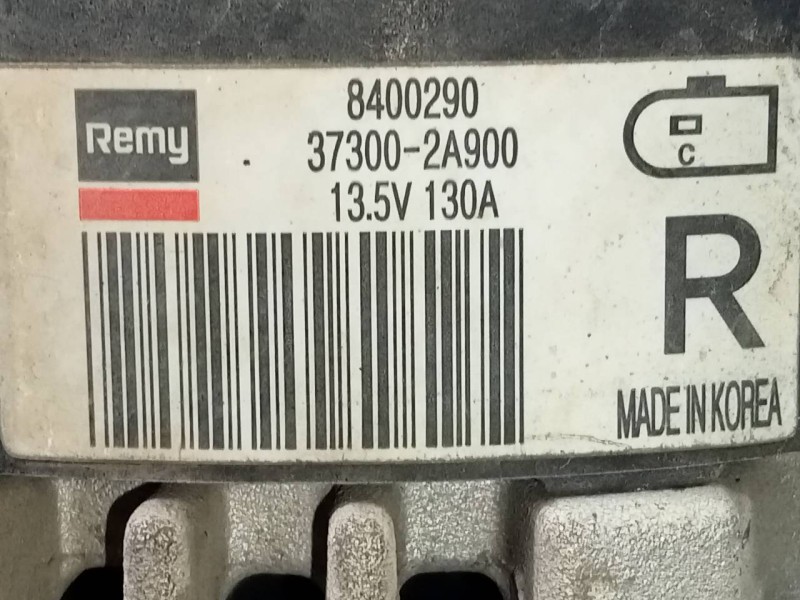 Remy
8400290
37300-2A900
13.5V 130A
C
R
MADE IN KOREA